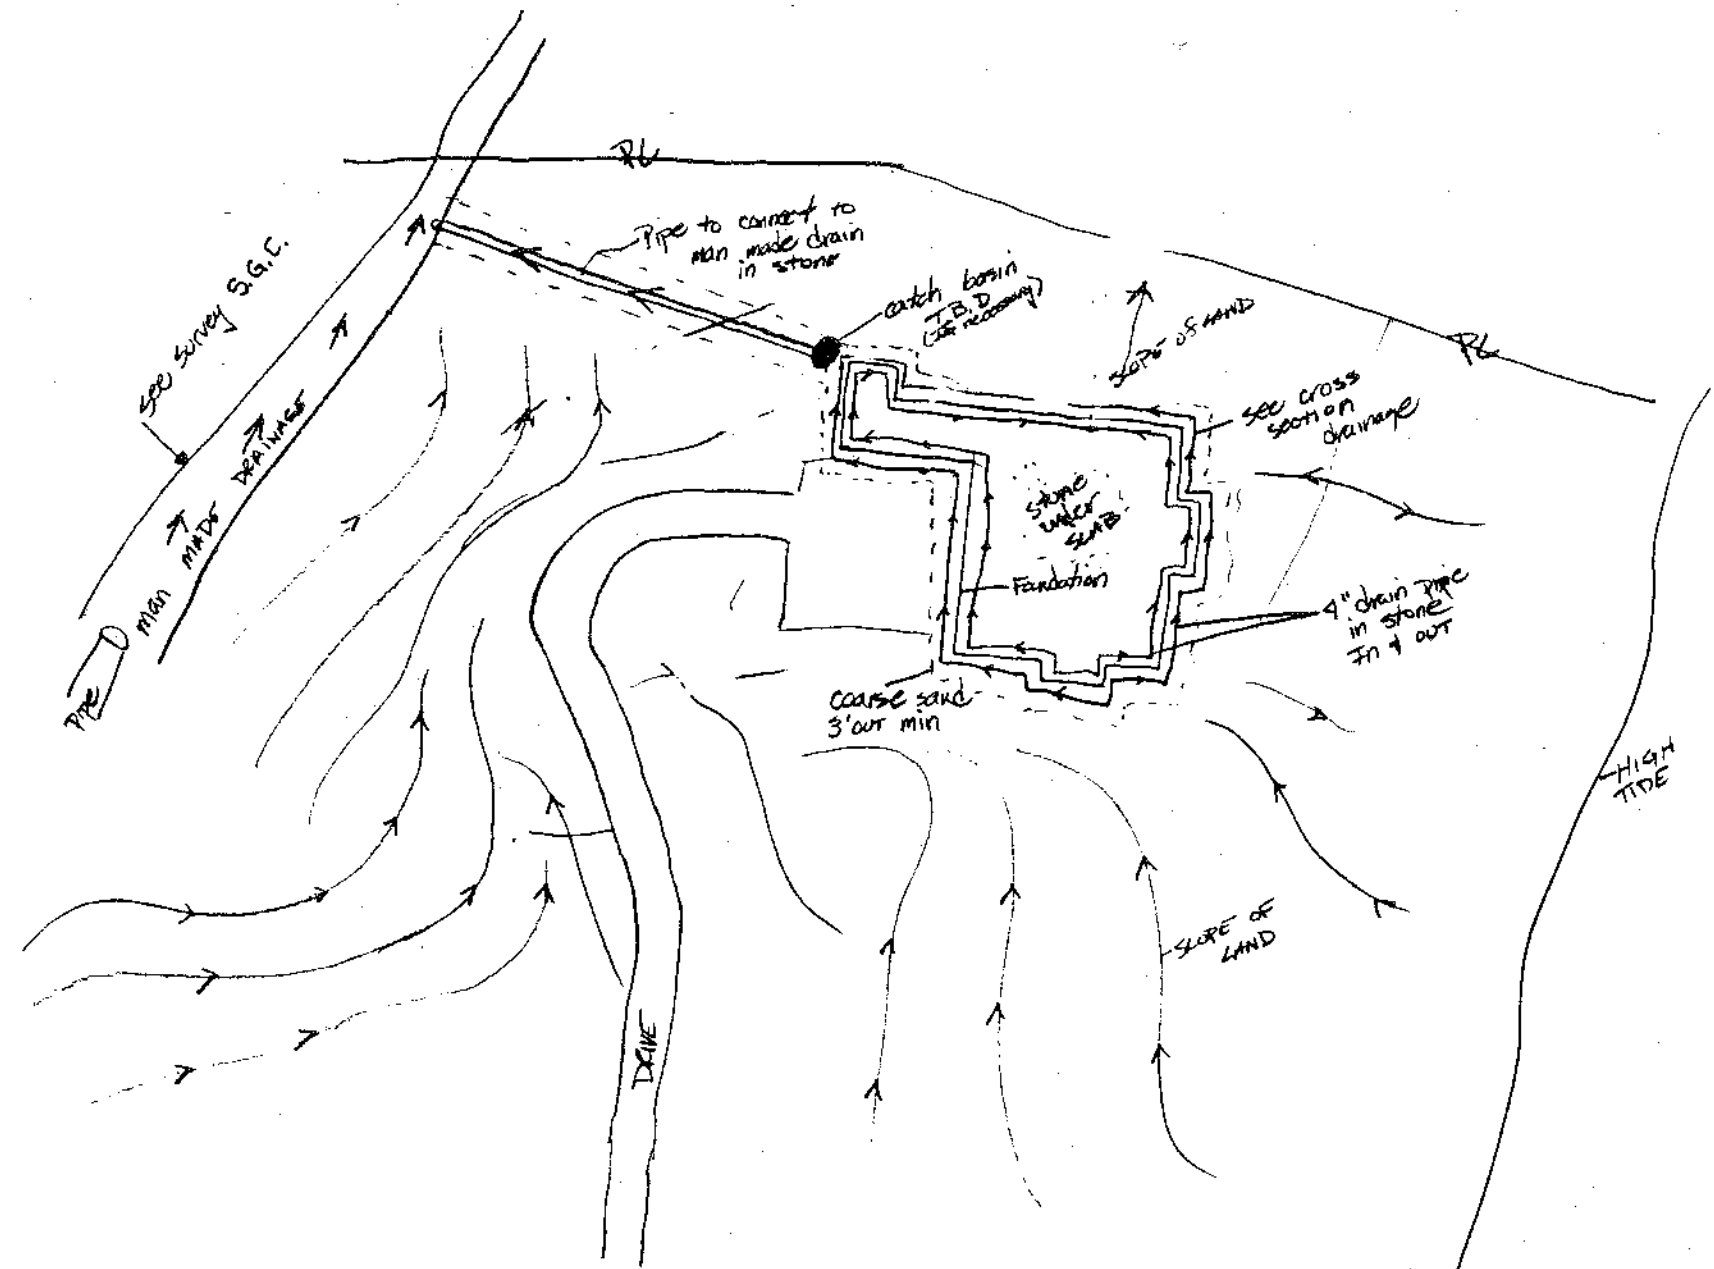 PL
Pipe to connect to
man made drain
in stone
see survey S.G.C.
catch basin
T.B.D
(if necessary)
SLOPE OF LAND
PL
see cross
section
drainage
MAN MADE DRAINAGE
Pipe
stone
under
SLAB
Foundation
4" drain pipe
in stone
In & out
coarse sand
3' out min
HIGH
TIDE
SLOPE OF
LAND
DRIVE